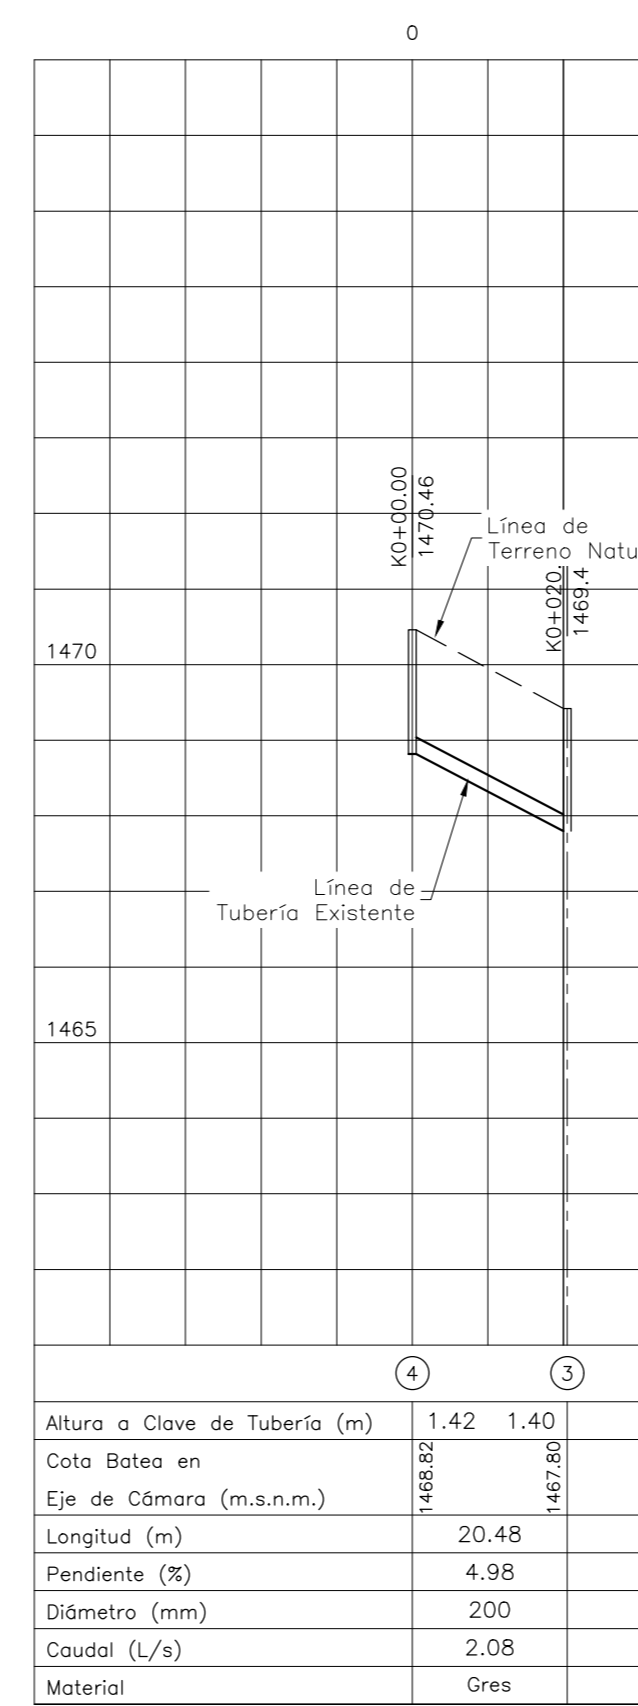 0
K0+00.00
1470.46
Línea de
Terreno Natu
K0+020.
1469.4
1470
Línea de
Tubería Existente
1465
4 3
Altura a Clave de Tubería (m) 1.42 1.40
Cota Batea en
Eje de Cámara (m.s.n.m.) 1468.82 1467.80
Longitud (m) 20.48
Pendiente (%) 4.98
Diámetro (mm) 200
Caudal (L/s) 2.08
Material Gres